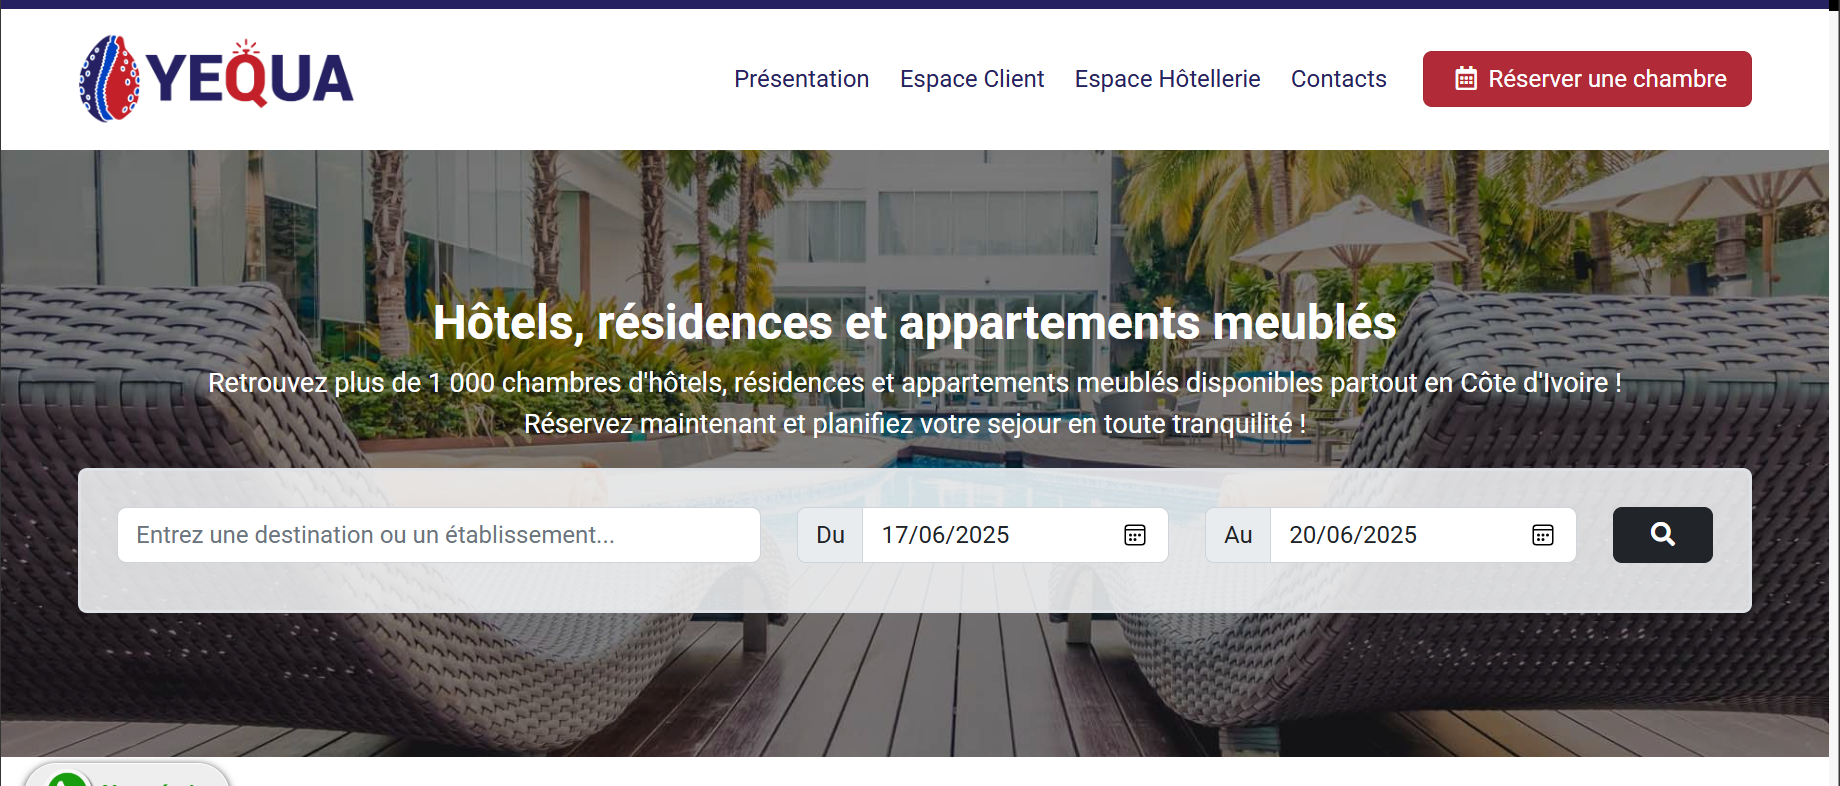 YEQUA
Présentation Espace Client Espace Hôtellerie Contacts Réserver une chambre
Hôtels, résidences et appartements meublés
Retrouvez plus de 1 000 chambres d'hôtels, résidences et appartements meublés disponibles partout en Côte d'Ivoire !
Réservez maintenant et planifiez votre sejour en toute tranquilité !
Entrez une destination ou un établissement... Du 17/06/2025 Au 20/06/2025